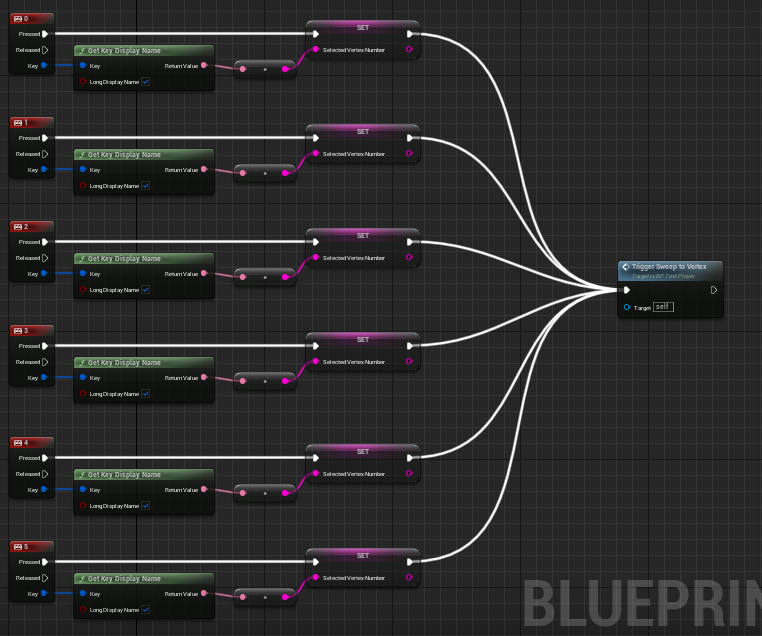 0
SET
Pressed
Released
Get Key Display Name
Selected Vertex Number
Key
Key
Return Value
Long Display Name
1
SET
Pressed
Released
Get Key Display Name
Selected Vertex Number
Key
Key
Return Value
Long Display Name
2
SET
Pressed
Released
Get Key Display Name
Selected Vertex Number
Key
Key
Return Value
Long Display Name
Trigger Sweep to Vertex
Target is BP Test Player
Target self
3
SET
Pressed
Released
Get Key Display Name
Selected Vertex Number
Key
Key
Return Value
Long Display Name
4
SET
Pressed
Released
Get Key Display Name
Selected Vertex Number
Key
Key
Return Value
Long Display Name
5
SET
Pressed
Released
Get Key Display Name
Selected Vertex Number
Key
Key
Return Value
Long Display Name
BLUEPRIN